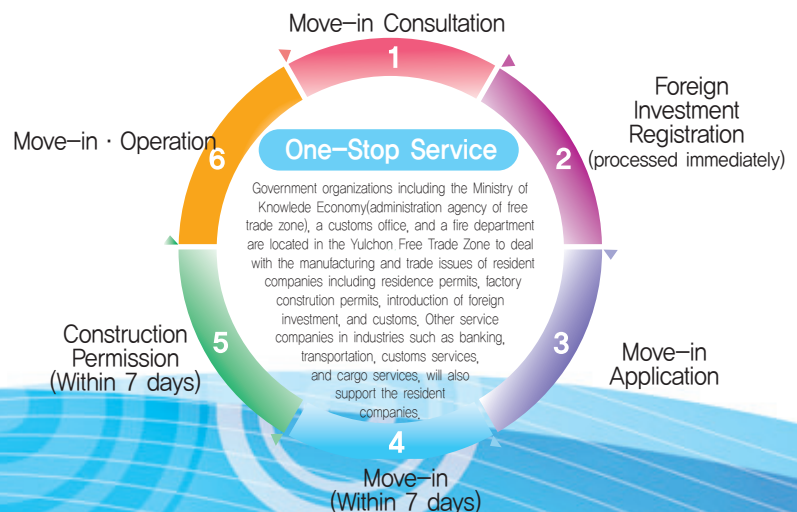 Move-in Consultation
1
Foreign
Investment
Registration
(processed immediately)
2
Move-in · Operation
6
One-Stop Service
Government organizations including the Ministry of
Knowlede Economy(administration agency of free
trade zone), a customs office, and a fire department
are located in the Yulchon Free Trade Zone to deal
with the manufacturing and trade issues of resident
companies including residence permits, factory
constrution permits, introduction of foreign
investment, and customs. Other service
companies in industries such as banking,
transportation, customs services,
and cargo services, will also
support the resident
companies.
3
Move-in
Application
5
Construction
Permission
(Within 7 days)
4
Move-in
(Within 7 days)